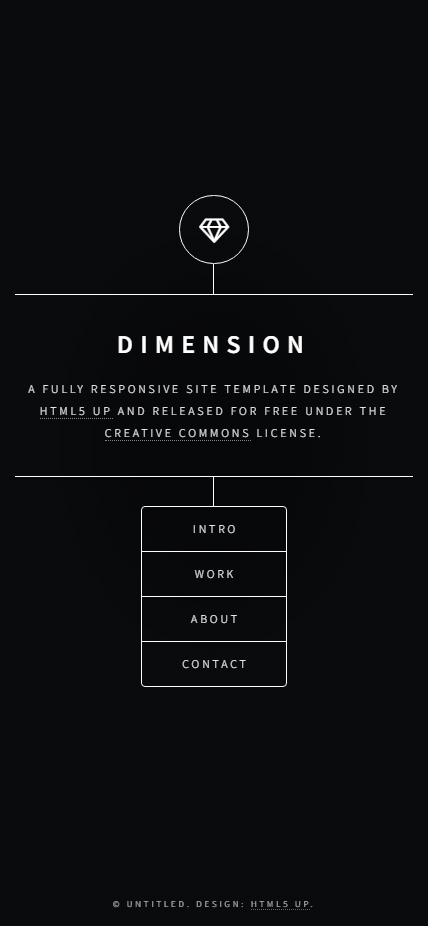 DIMENSION
A FULLY RESPONSIVE SITE TEMPLATE DESIGNED BY
HTML5 UP AND RELEASED FOR FREE UNDER THE
CREATIVE COMMONS LICENSE.
INTRO
WORK
ABOUT
CONTACT
© UNTITLED. DESIGN: HTML5 UP.